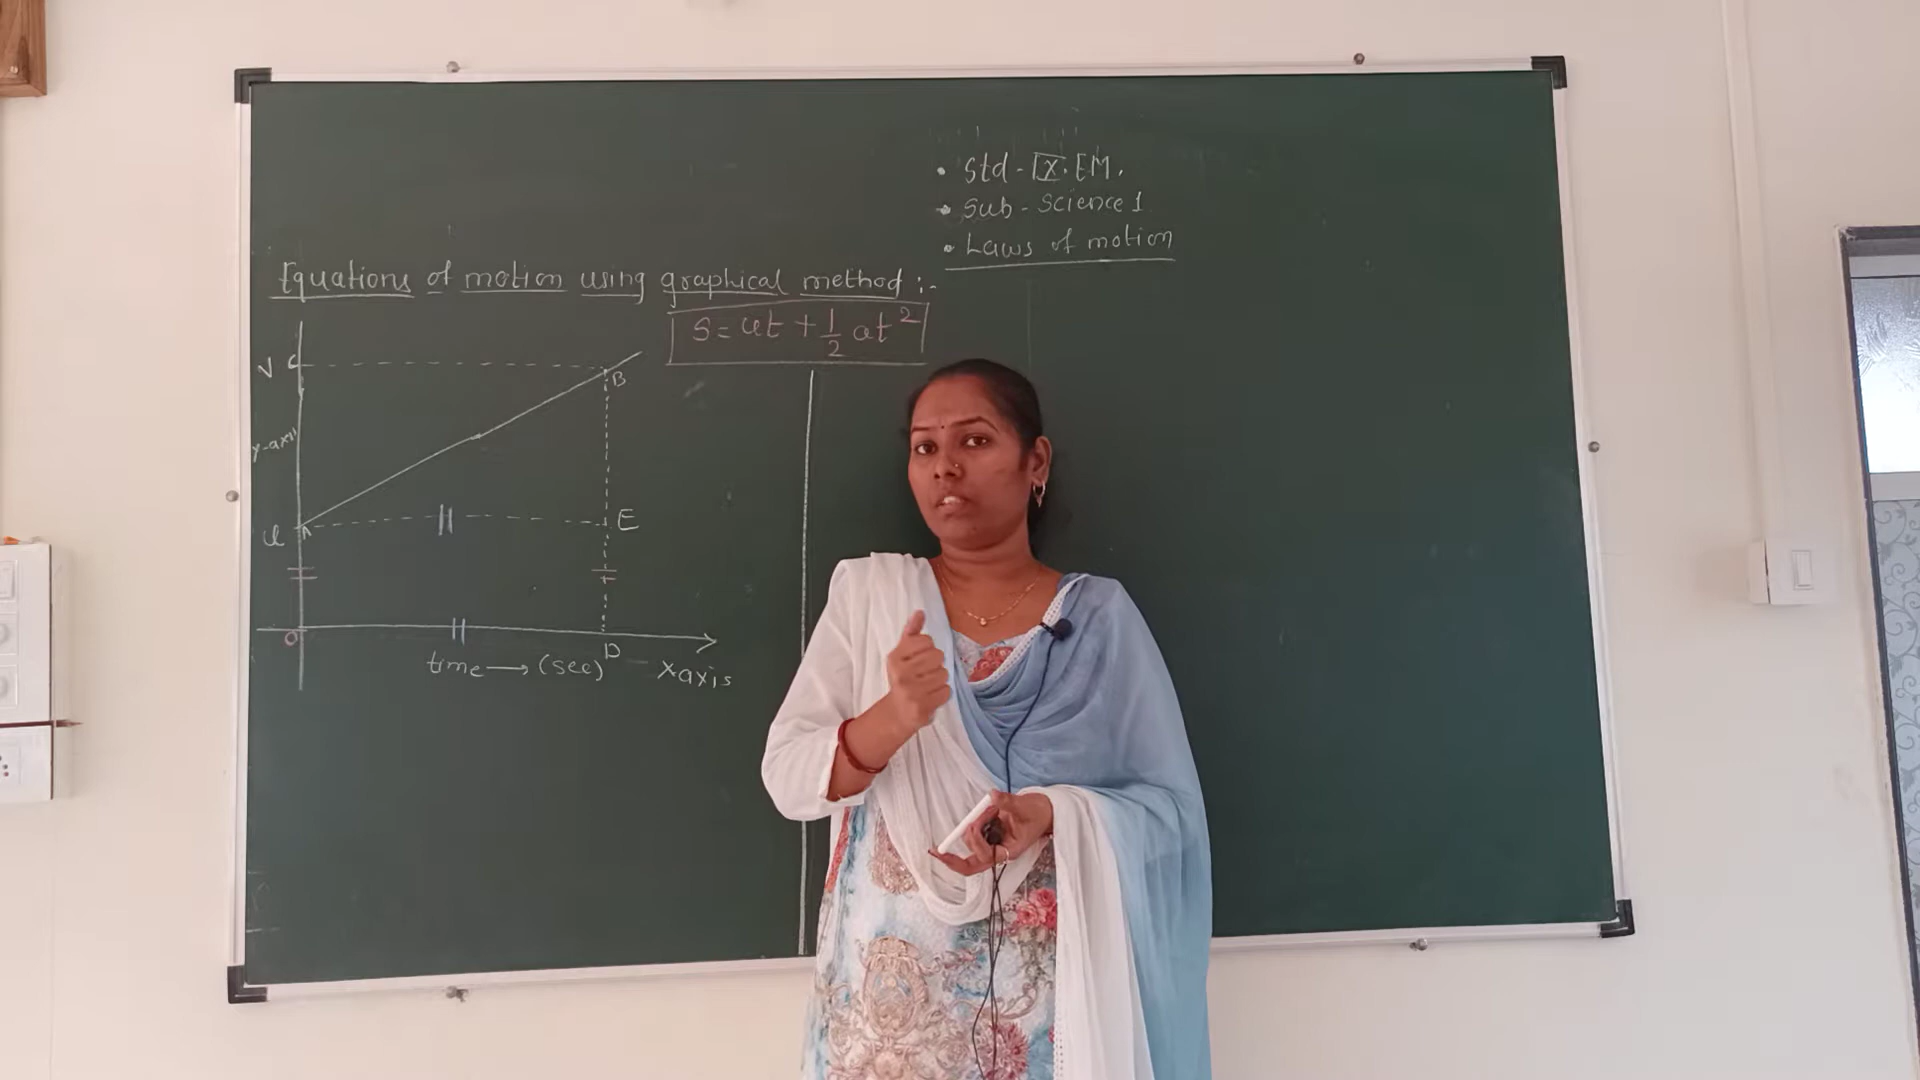 • Std - IX. EM.
• Sub - Science 1
• Laws of motion
Equations of motion using graphical method :-
S = ut + 1/2 at²
V C
B
y-axis
u A
E
O
D
time → (sec)
X axis